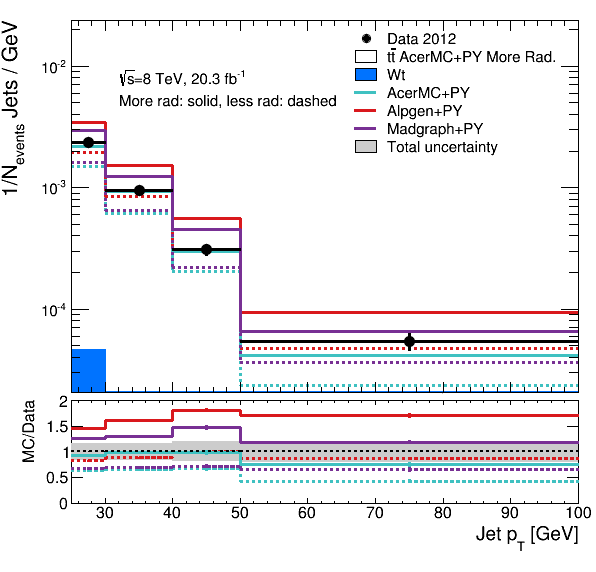 1/N_events Jets / GeV
10⁻²
10⁻³
10⁻⁴
√s=8 TeV, 20.3 fb⁻¹
More rad: solid, less rad: dashed
Data 2012
tt̄ AcerMC+PY More Rad.
Wt
AcerMC+PY
Alpgen+PY
Madgraph+PY
Total uncertainty
MC/Data
2
1.5
1
0.5
0
30 40 50 60 70 80 90 100
Jet p_T [GeV]